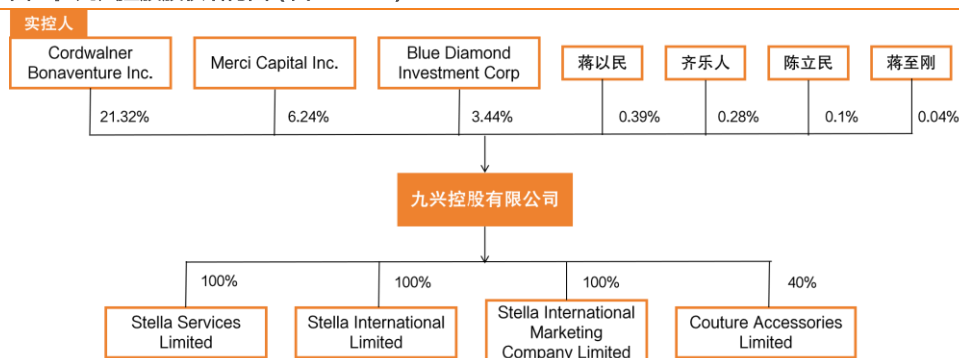 实控人
Cordwalner
Bonaventure Inc.
Merci Capital Inc.
Blue Diamond
Investment Corp
蒋以民
齐乐人
陈立民
蒋至刚
21.32%
6.24%
3.44%
0.39%
0.28%
0.1%
0.04%
九兴控股有限公司
100%
100%
100%
40%
Stella Services
Limited
Stella International
Limited
Stella International
Marketing
Company Limited
Couture Accessories
Limited